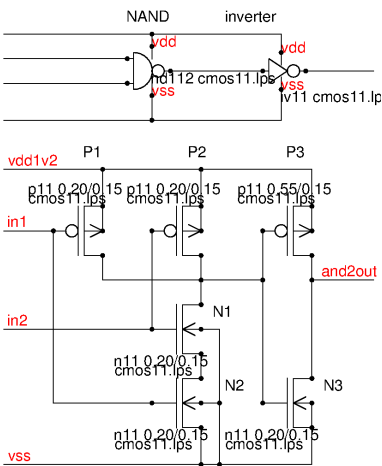 NAND inverter
vdd vdd
nd112 cmos11.lps
vss vss
iv11 cmos11.lp
P1 P2 P3
vdd1v2
p11 0.20/0.15 p11 0.20/0.15 p11 0.55/0.15
cmos11.lps cmos11.lps cmos11.lps
in1
and2out
in2
N1
n11 0.20/0.15
cmos11.lps
N2 N3
n11 0.20/0.15 n11 0.20/0.15
cmos11.lps cmos11.lps
vss